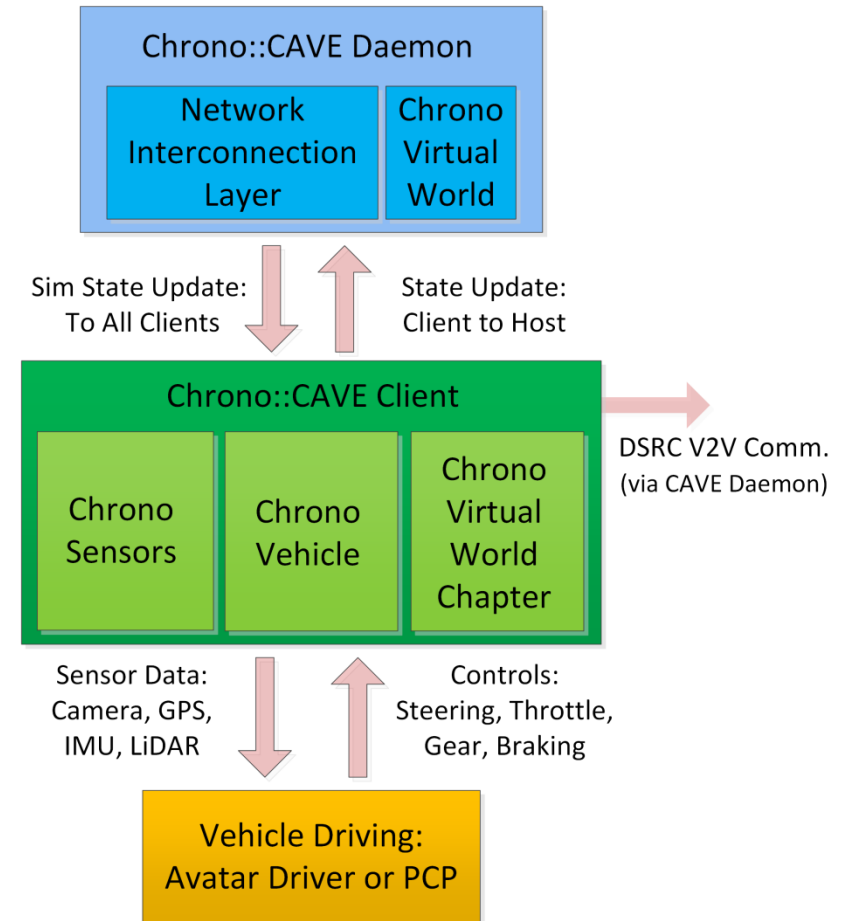 Chrono::CAVE Daemon
Network
Interconnection
Layer
Chrono
Virtual
World
Sim State Update:
To All Clients
State Update:
Client to Host
Chrono::CAVE Client
Chrono
Sensors
Chrono
Vehicle
Chrono
Virtual
World
Chapter
DSRC V2V Comm.
(via CAVE Daemon)
Sensor Data:
Camera, GPS,
IMU, LiDAR
Controls:
Steering, Throttle,
Gear, Braking
Vehicle Driving:
Avatar Driver or PCP